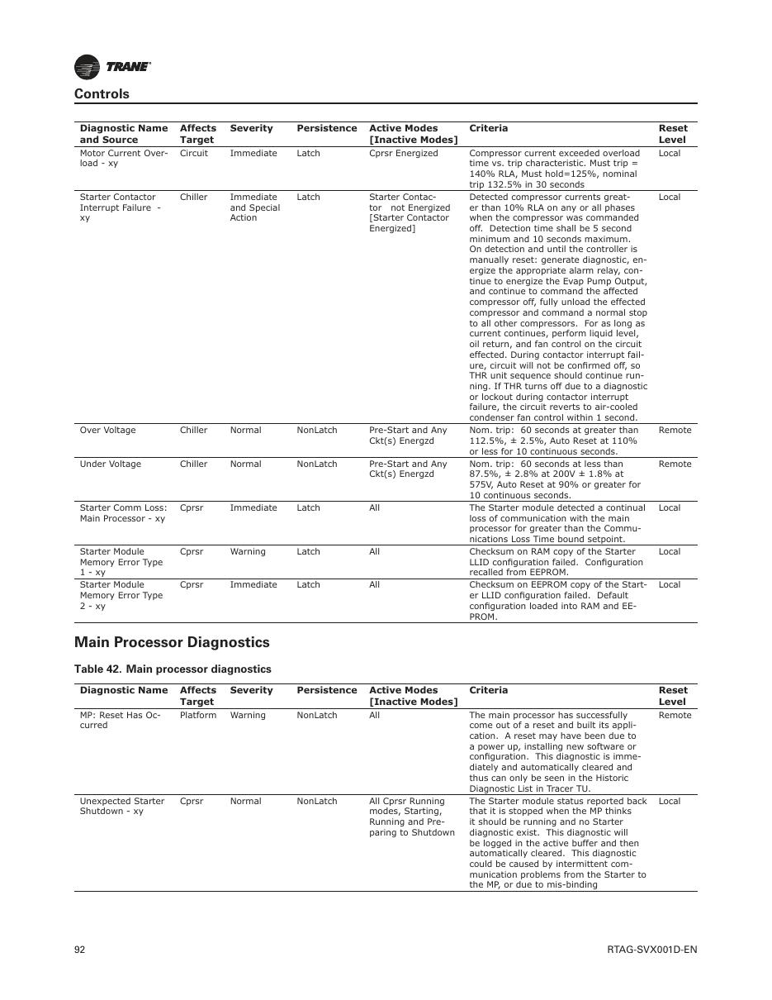 TRANE
Controls
Diagnostic Name and Source Affects Target Severity Persistence Active Modes [Inactive Modes] Criteria Reset Level
Motor Current Over-
load - xy
Circuit
Immediate
Latch
Cprsr Energized
Compressor current exceeded overload
time vs. trip characteristic. Must trip =
140% RLA, Must hold=125%, nominal
trip 132.5% in 30 seconds
Local
Starter Contactor
Interrupt Failure -
xy
Chiller
Immediate
and Special
Action
Latch
Starter Contac-
tor not Energized
[Starter Contactor
Energized]
Detected compressor currents great-
er than 10% RLA on any or all phases
when the compressor was commanded
off. Detection time shall be 5 second
minimum and 10 seconds maximum.
On detection and until the controller is
manually reset: generate diagnostic, en-
ergize the appropriate alarm relay, con-
tinue to energize the Evap Pump Output,
and continue to command the affected
compressor off, fully unload the effected
compressor and command a normal stop
to all other compressors. For as long as
current continues, perform liquid level,
oil return, and fan control on the circuit
effected. During contactor interrupt fail-
ure, circuit will not be confirmed off, so
THR unit sequence should continue run-
ning. If THR turns off due to a diagnostic
or lockout during contactor interrupt
failure, the circuit reverts to air-cooled
condenser fan control within 1 second.
Local
Over Voltage
Chiller
Normal
NonLatch
Pre-Start and Any
Ckt(s) Energzd
Nom. trip: 60 seconds at greater than
112.5%, ± 2.5%, Auto Reset at 110%
or less for 10 continuous seconds.
Remote
Under Voltage
Chiller
Normal
NonLatch
Pre-Start and Any
Ckt(s) Energzd
Nom. trip: 60 seconds at less than
87.5%, ± 2.8% at 200V ± 1.8% at
575V, Auto Reset at 90% or greater for
10 continuous seconds.
Remote
Starter Comm Loss:
Main Processor - xy
Cprsr
Immediate
Latch
All
The Starter module detected a continual
loss of communication with the main
processor for greater than the Commu-
nications Loss Time bound setpoint.
Local
Starter Module
Memory Error Type
1 - xy
Cprsr
Warning
Latch
All
Checksum on RAM copy of the Starter
LLID configuration failed. Configuration
recalled from EEPROM.
Local
Starter Module
Memory Error Type
2 - xy
Cprsr
Immediate
Latch
All
Checksum on EEPROM copy of the Start-
er LLID configuration failed. Default
configuration loaded into RAM and EE-
PROM.
Local
Main Processor Diagnostics
Table 42. Main processor diagnostics
Diagnostic Name Affects Target Severity Persistence Active Modes [Inactive Modes] Criteria Reset Level
MP: Reset Has Oc-
curred
Platform
Warning
NonLatch
All
The main processor has successfully
come out of a reset and built its appli-
cation. A reset may have been due to
a power up, installing new software or
configuration. This diagnostic is imme-
diately and automatically cleared and
thus can only be seen in the Historic
Diagnostic List in Tracer TU.
Remote
Unexpected Starter
Shutdown - xy
Cprsr
Normal
NonLatch
All Cprsr Running
modes, Starting,
Running and Pre-
paring to Shutdown
The Starter module status reported back
that it is stopped when the MP thinks
it should be running and no Starter
diagnostic exist. This diagnostic will
be logged in the active buffer and then
automatically cleared. This diagnostic
could be caused by intermittent com-
munication problems from the Starter to
the MP, or due to mis-binding
Local
92
RTAG-SVX001D-EN